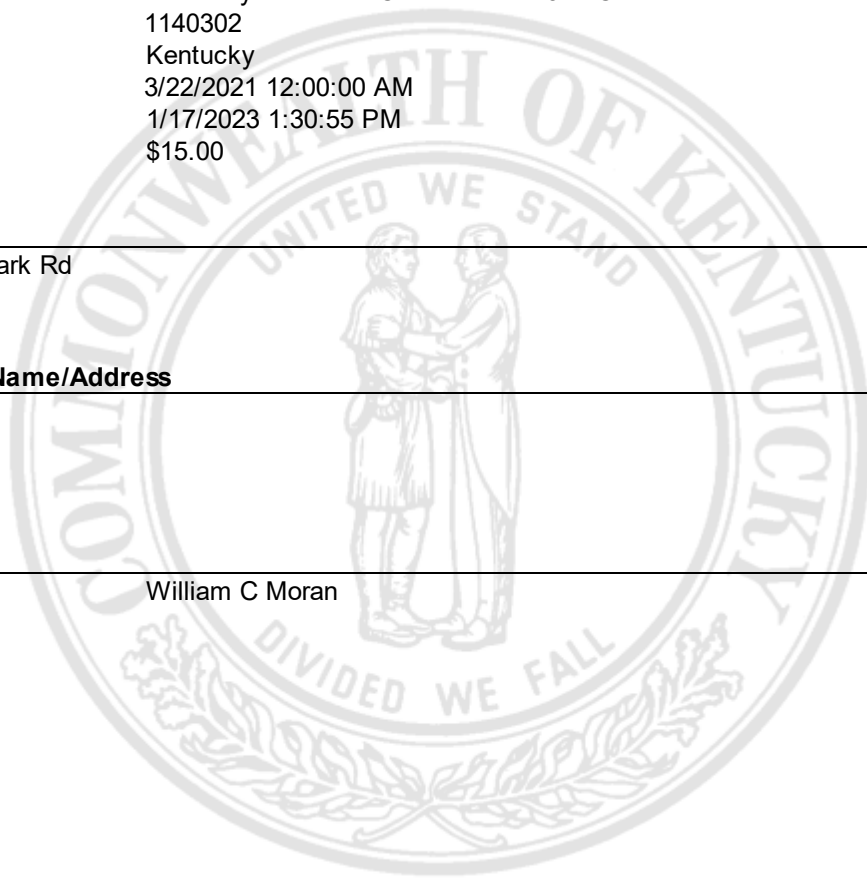 1140302
Kentucky
3/22/2021 12:00:00 AM
1/17/2023 1:30:55 PM
$15.00
ark Rd
Name/Address
William C Moran
COMMONWEALTH OF KENTUCKY
UNITED WE STAND
DIVIDED WE FALL